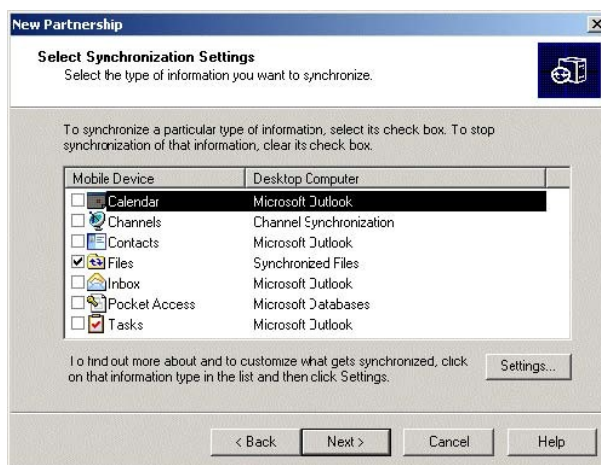 New Partnership
Select Synchronization Settings
Select the type of information you want to synchronize.
To synchronize a particular type of information, select its check box. To stop
synchronization of that information, clear its check box.
Mobile Device Desktop Computer
Calendar Microsoft Outlook
Channels Channel Synchronization
Contacts Microsoft Outlook
Files Synchronized Files
Inbox Microsoft Outlook
Pocket Access Microsoft Databases
Tasks Microsoft Outlook
To find out more about and to customize what gets synchronized, click
on that information type in the list and then click Settings.
Settings...
< Back Next > Cancel Help